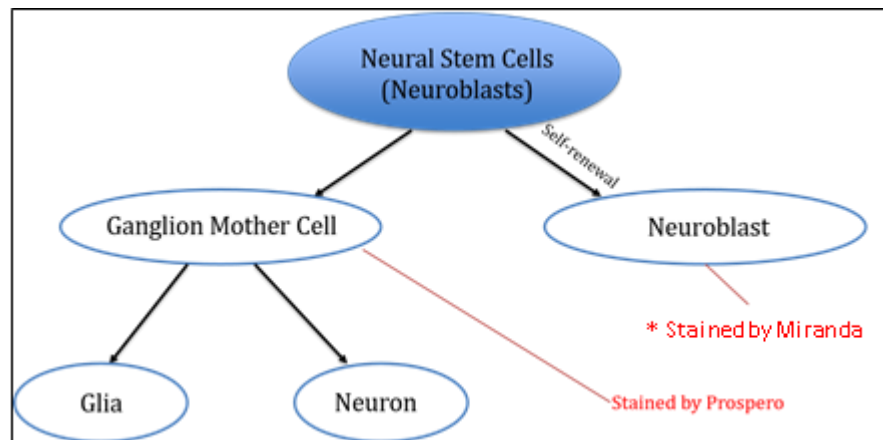 Neural Stem Cells
(Neuroblasts)
Self-renewal
Ganglion Mother Cell
Neuroblast
* Stained by Miranda
Glia
Neuron
Stained by Prospero